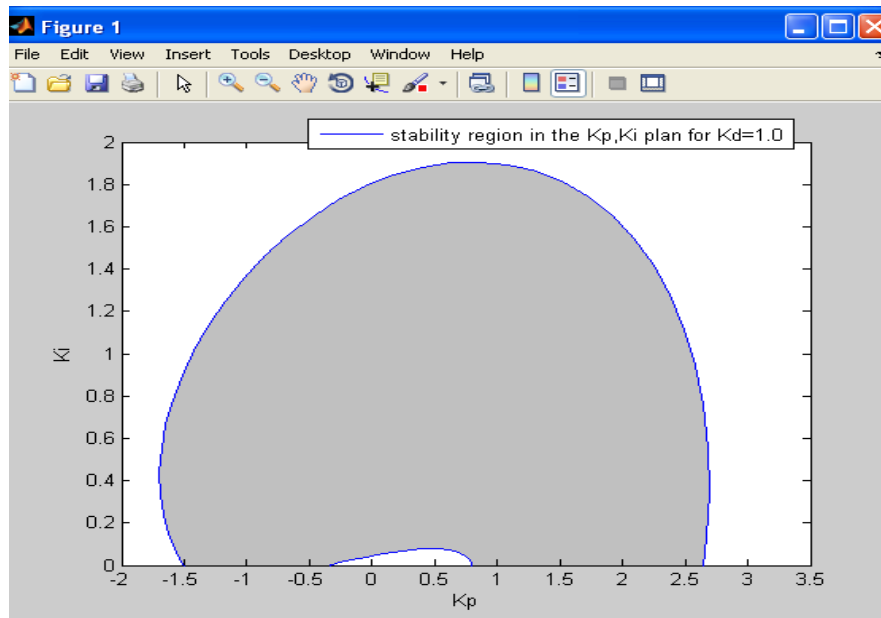 Figure 1
File Edit View Insert Tools Desktop Window Help
stability region in the Kp,Ki plan for Kd=1.0
2
1.8
1.6
1.4
1.2
1
0.8
0.6
0.4
0.2
0
Ki
-2 -1.5 -1 -0.5 0 0.5 1 1.5 2 2.5 3 3.5
Kp